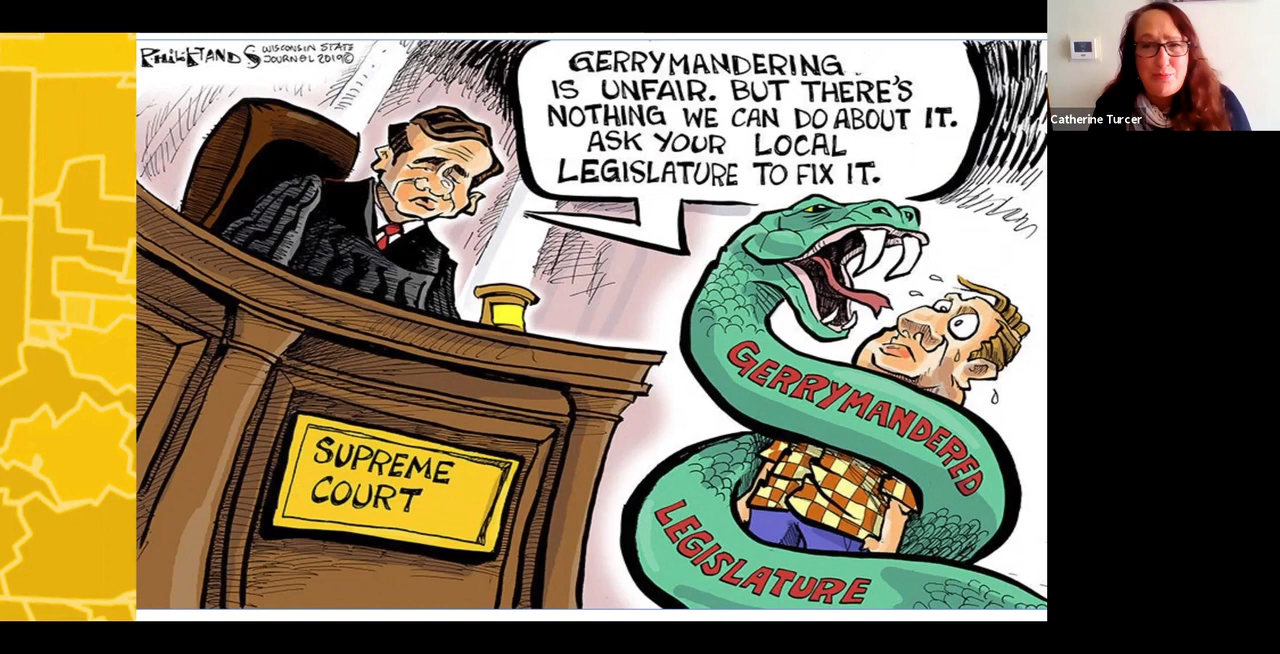 PHIL HANDS WISCONSIN STATE
JOURNEL 2019©
GERRYMANDERING
IS UNFAIR. BUT THERE'S
NOTHING WE CAN DO ABOUT IT.
ASK YOUR LOCAL
LEGISLATURE TO FIX IT.
Catherine Turcer
GERRYMANDERED
LEGISLATURE
SUPREME
COURT